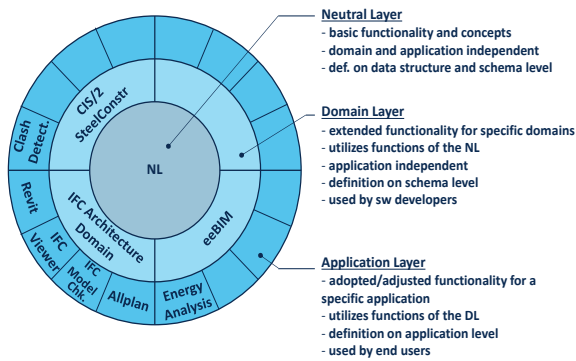 Neutral Layer
- basic functionality and concepts
- domain and application independent
- def. on data structure and schema level
Domain Layer
- extended functionality for specific domains
- utilizes functions of the NL
- application independent
- definition on schema level
- used by sw developers
Application Layer
- adopted/adjusted functionality for a
specific application
- utilizes functions of the DL
- definition on application level
- used by end users
NL
CIS/2
SteelConstr
IFC Architecture
Domain
eeBIM
Clash
Detect.
Revit
IFC
Viewer
IFC
Model
Chk.
Allplan
Energy
Analysis